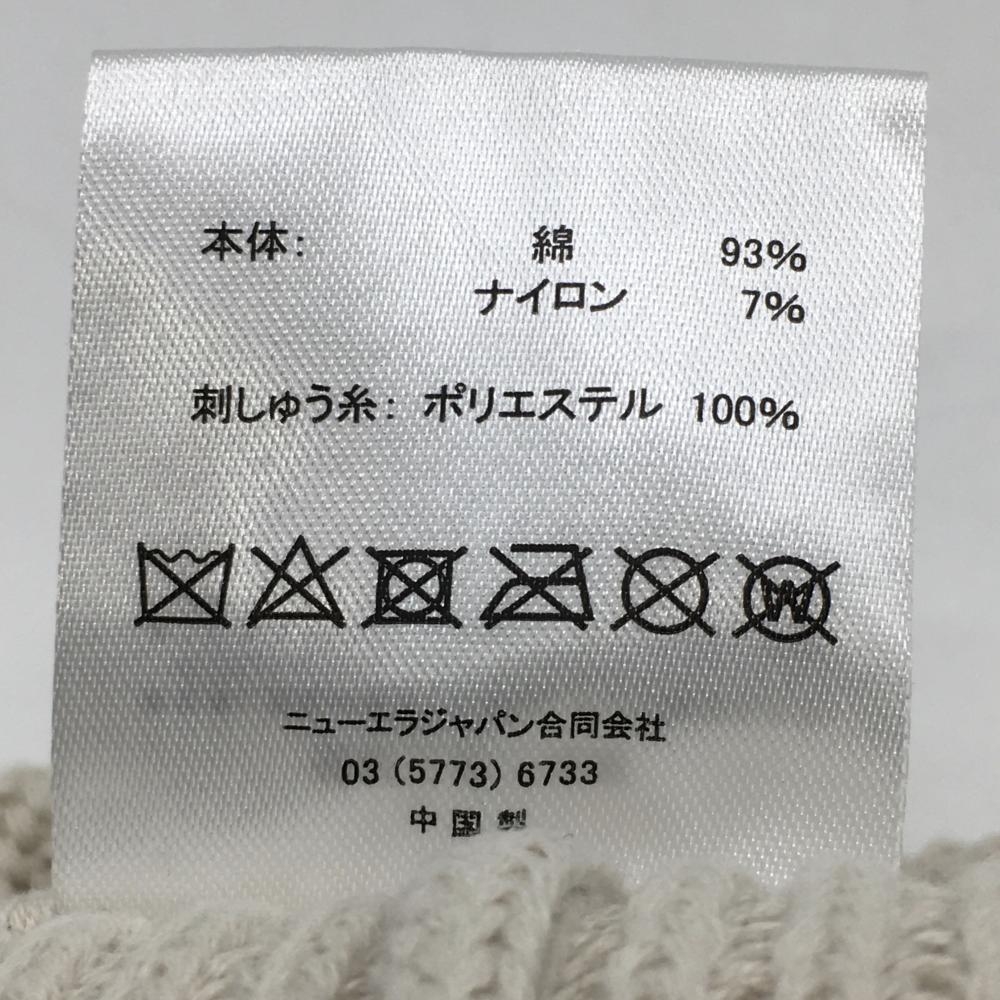 本体: 綿 93%
ナイロン 7%
刺しゅう糸: ポリエステル 100%
W
ニューエラジャパン合同会社
03 (5773) 6733
中国製